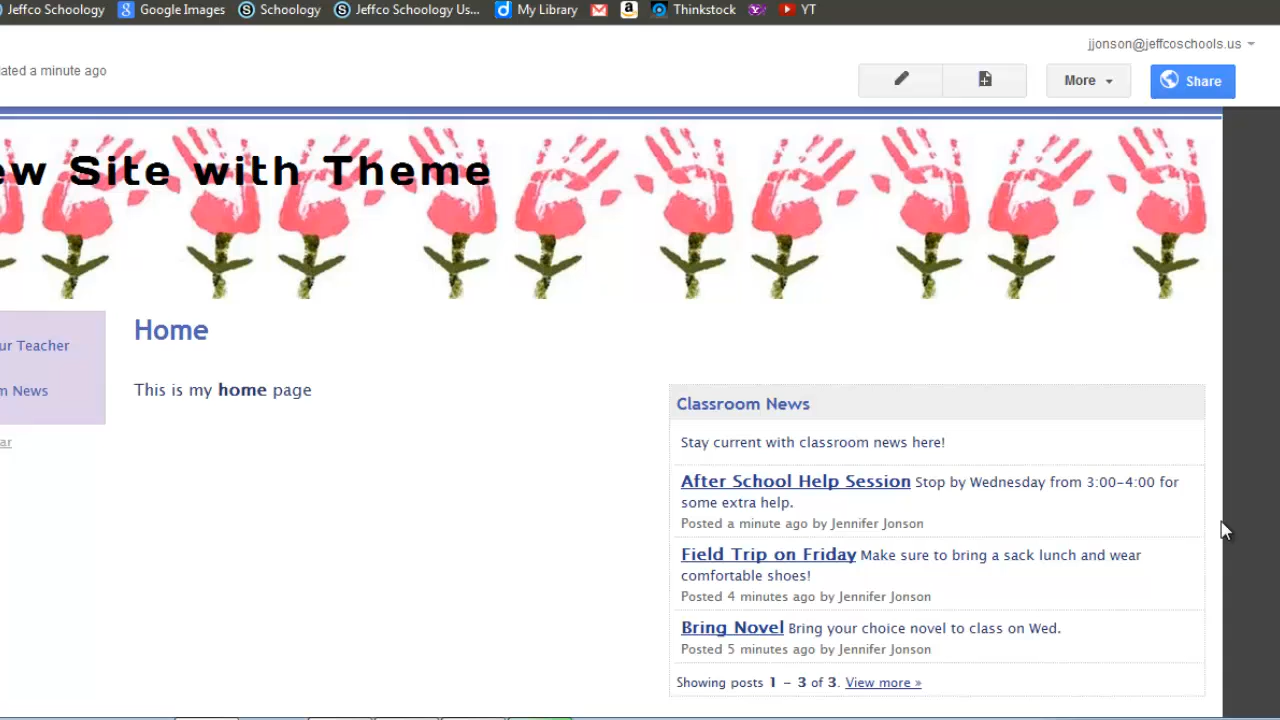 Jeffco Schoology Google Images Schoology Jeffco Schoology Us... My Library Thinkstock YT
jjonson@jeffcoschools.us
ated a minute ago
More Share
ew Site with Theme
Home
ur Teacher
m News
ar
This is my home page
Classroom News
Stay current with classroom news here!
After School Help Session Stop by Wednesday from 3:00-4:00 for
some extra help.
Posted a minute ago by Jennifer Jonson
Field Trip on Friday Make sure to bring a sack lunch and wear
comfortable shoes!
Posted 4 minutes ago by Jennifer Jonson
Bring Novel Bring your choice novel to class on Wed.
Posted 5 minutes ago by Jennifer Jonson
Showing posts 1 - 3 of 3. View more »